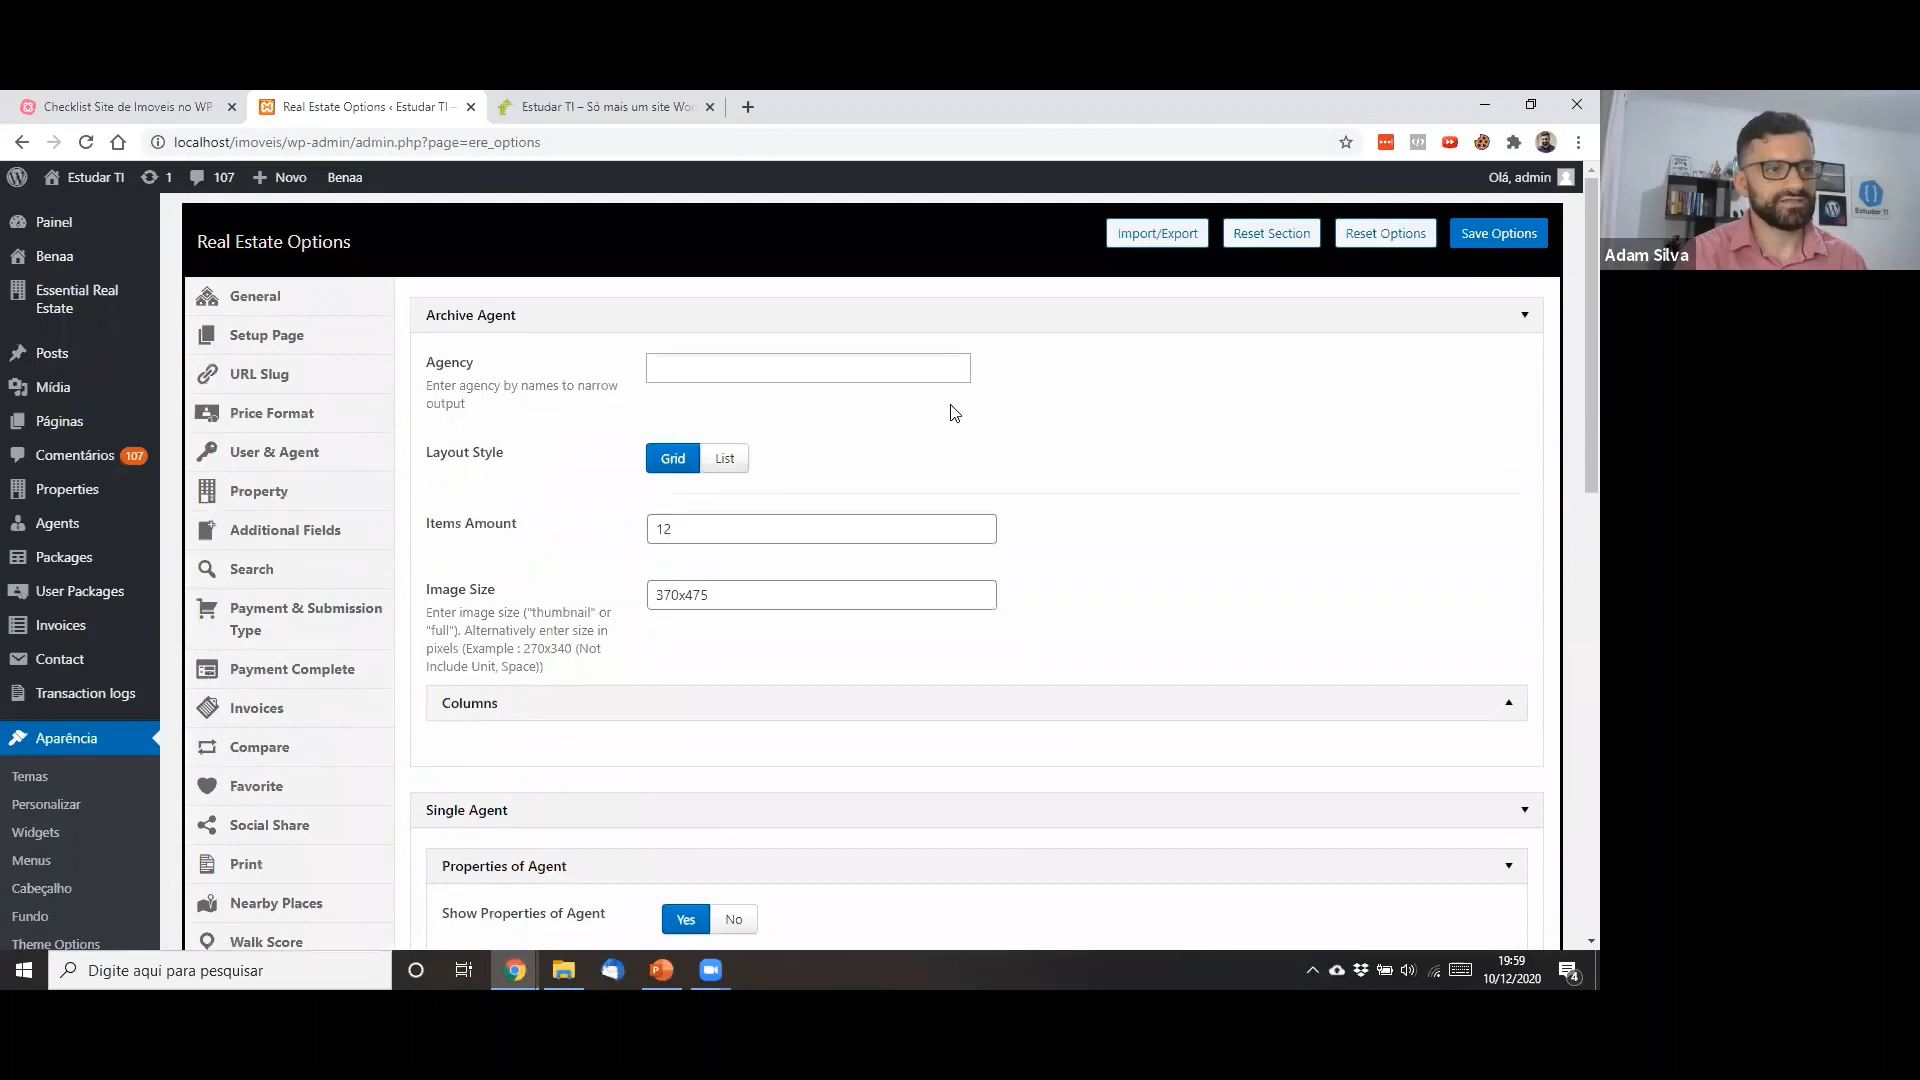 Checklist Site de Imoveis no WP
Real Estate Options ‹ Estudar TI –
Estudar TI – Só mais um site Wor
localhost/imoveis/wp-admin/admin.php?page=ere_options
Estudar TI
1
107
Novo
Benaa
Olá, admin
Painel
Benaa
Essential Real
Estate
Posts
Mídia
Páginas
Comentários 107
Properties
Agents
Packages
User Packages
Invoices
Contact
Transaction logs
Aparência
Temas
Personalizar
Widgets
Menus
Cabeçalho
Fundo
Theme Options
Real Estate Options
Import/Export
Reset Section
Reset Options
Save Options
General
Setup Page
URL Slug
Price Format
User & Agent
Property
Additional Fields
Search
Payment & Submission
Type
Payment Complete
Invoices
Compare
Favorite
Social Share
Print
Nearby Places
Walk Score
Archive Agent
Agency
Enter agency by names to narrow
output
Layout Style
Grid
List
Items Amount
12
Image Size
370x475
Enter image size ("thumbnail" or
"full"). Alternatively enter size in
pixels (Example : 270x340 (Not
Include Unit, Space))
Columns
Single Agent
Properties of Agent
Show Properties of Agent
Yes
No
Estudar TI
Adam Silva
Digite aqui para pesquisar
19:59
10/12/2020
4